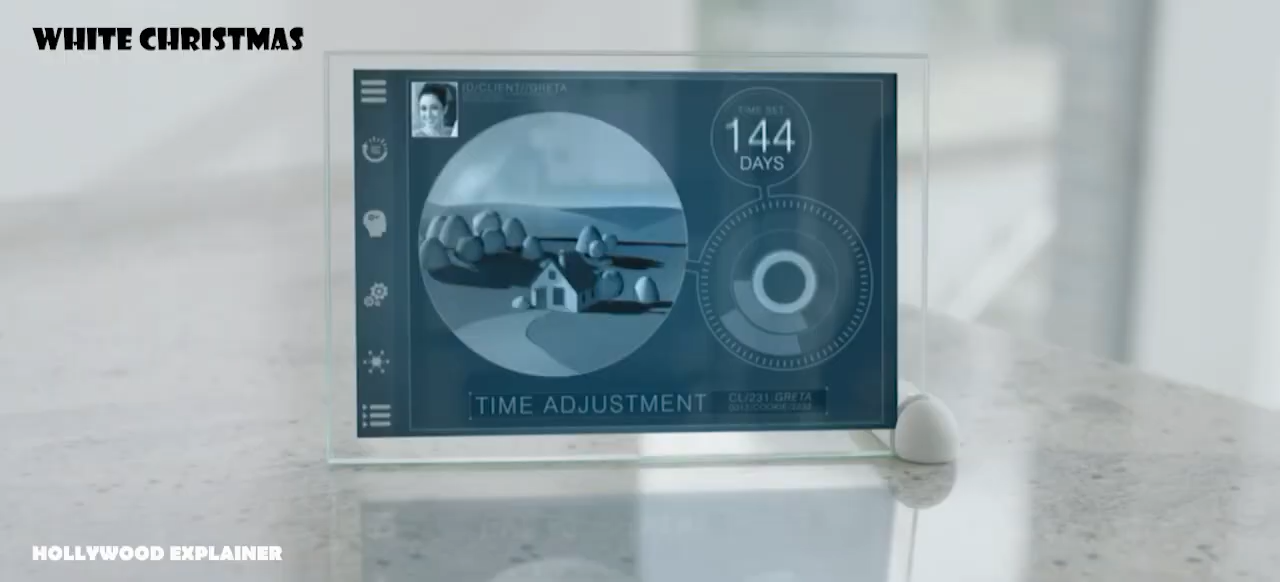 WHITE CHRISTMAS
ID/CLIENT//GRETA
TIME SET
144
DAYS
TIME ADJUSTMENT
CL/231.GRETA
HOLLYWOOD EXPLAINER